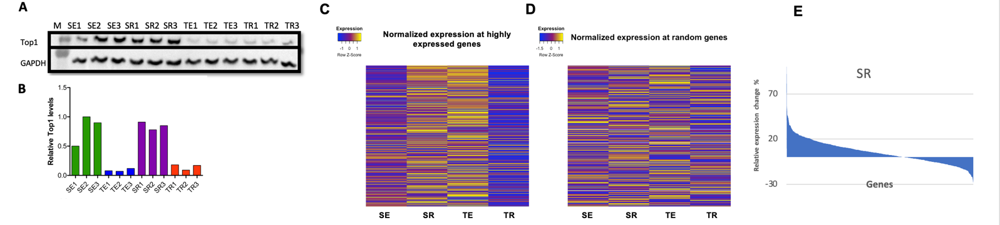 A
M SE1 SE2 SE3 SR1 SR2 SR3 TE1 TE2 TE3 TR1 TR2 TR3
Top1
GAPDH
B
Relative Top1 levels
1.5
1.0
0.5
0.0
SE1 SE2 SE3 TE1 TE2 TE3 SR1 SR2 SR3 TR1 TR2 TR3
C
Expression
-1 0 1
Row Z-Score
Normalized expression at highly
expressed genes
SE SR TE TR
D
Expression
-1.5 0 1
Row Z-Score
Normalized expression at random genes
SE SR TE TR
E
SR
Relative expression change %
70
20
-30
Genes